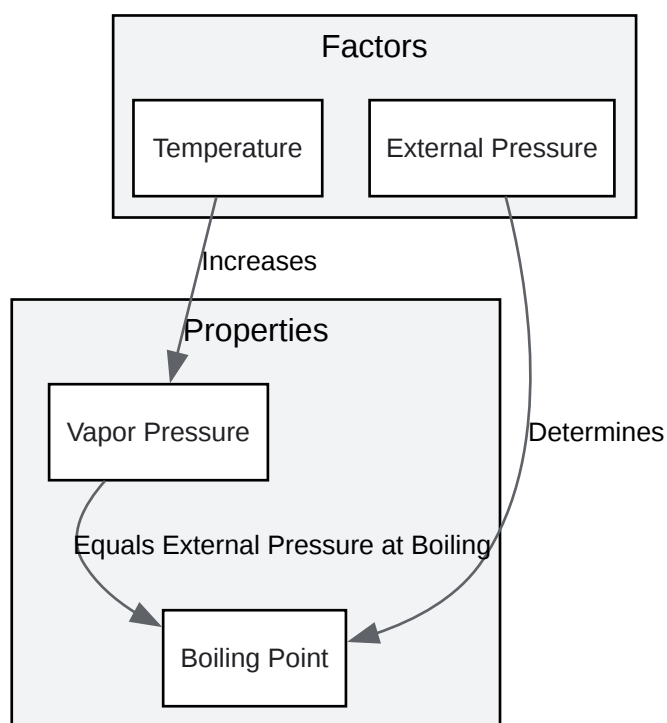 Factors
Temperature
External Pressure
Increases
Properties
Vapor Pressure
Determines
Equals External Pressure at Boiling
Boiling Point